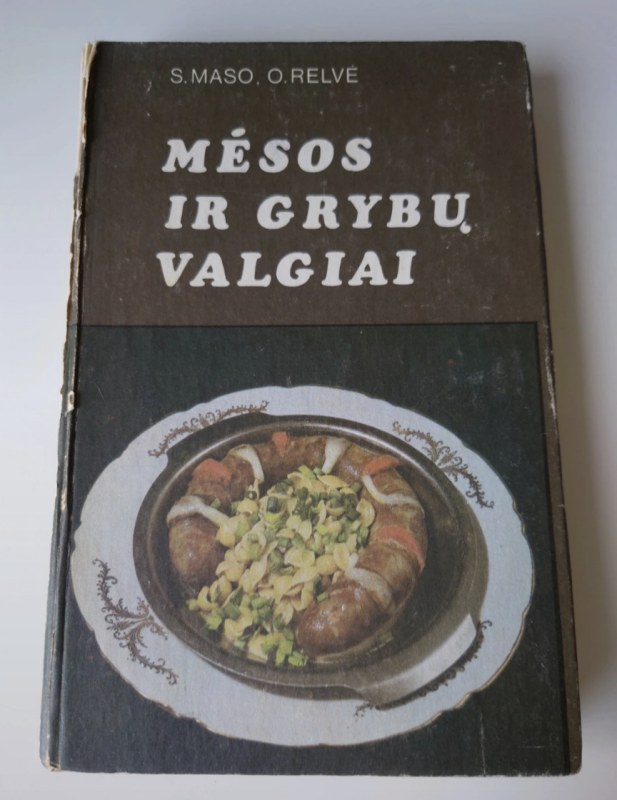 S.MASO, O.RELVĖ
MĖSOS
IR GRYBŲ
VALGIAI